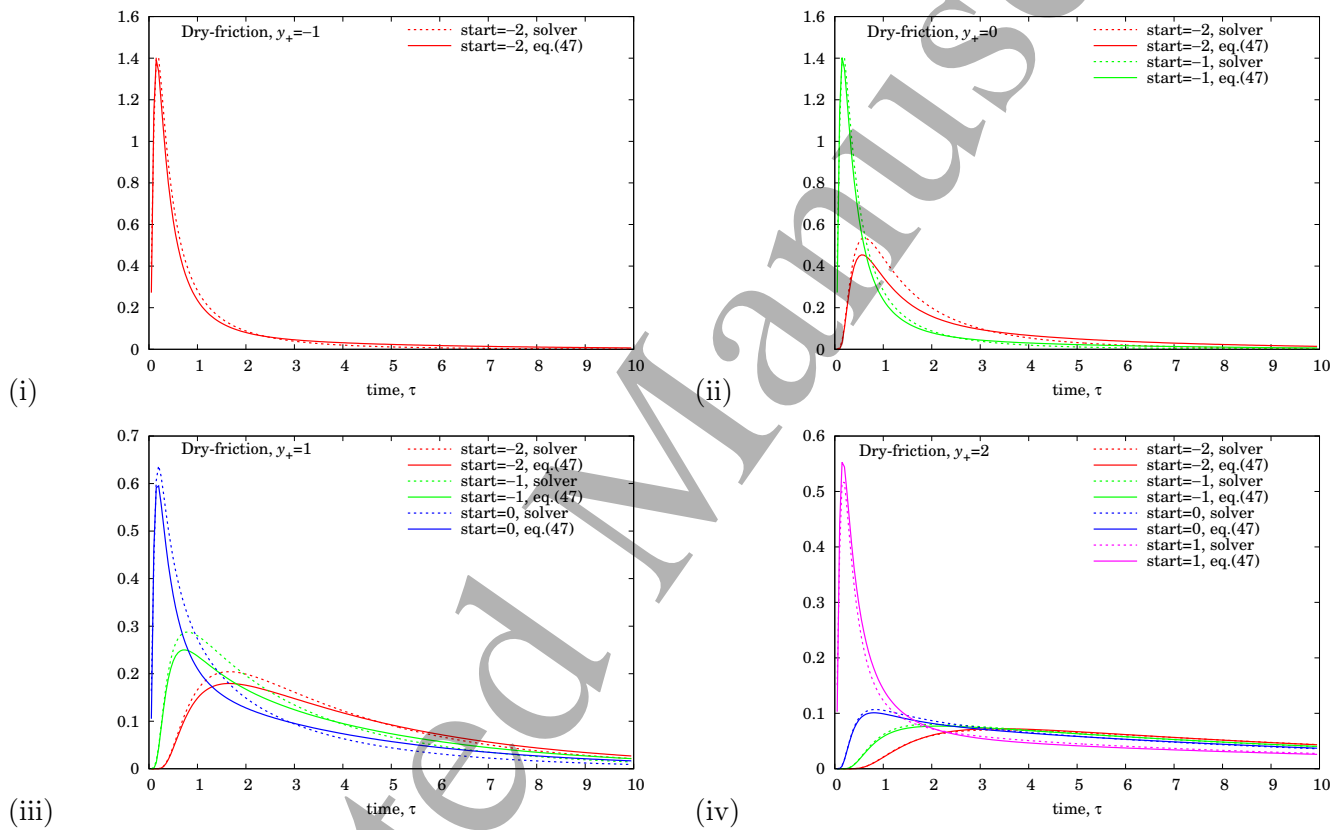 Dry-friction, y₊=−1
start=−2, solver
start=−2, eq.(47)
1.6
1.4
1.2
1
0.8
0.6
0.4
0.2
0
0 1 2 3 4 5 6 7 8 9 10
time, τ
(i)
Dry-friction, y₊=0
start=−2, solver
start=−2, eq.(47)
start=−1, solver
start=−1, eq.(47)
1.6
1.4
1.2
1
0.8
0.6
0.4
0.2
0
0 1 2 3 4 5 6 7 8 9 10
time, τ
(ii)
Dry-friction, y₊=1
start=−2, solver
start=−2, eq.(47)
start=−1, solver
start=−1, eq.(47)
start=0, solver
start=0, eq.(47)
0.7
0.6
0.5
0.4
0.3
0.2
0.1
0
0 1 2 3 4 5 6 7 8 9 10
time, τ
(iii)
Dry-friction, y₊=2
start=−2, solver
start=−2, eq.(47)
start=−1, solver
start=−1, eq.(47)
start=0, solver
start=0, eq.(47)
start=1, solver
start=1, eq.(47)
0.6
0.5
0.4
0.3
0.2
0.1
0
0 1 2 3 4 5 6 7 8 9 10
time, τ
(iv)
ted Manusc